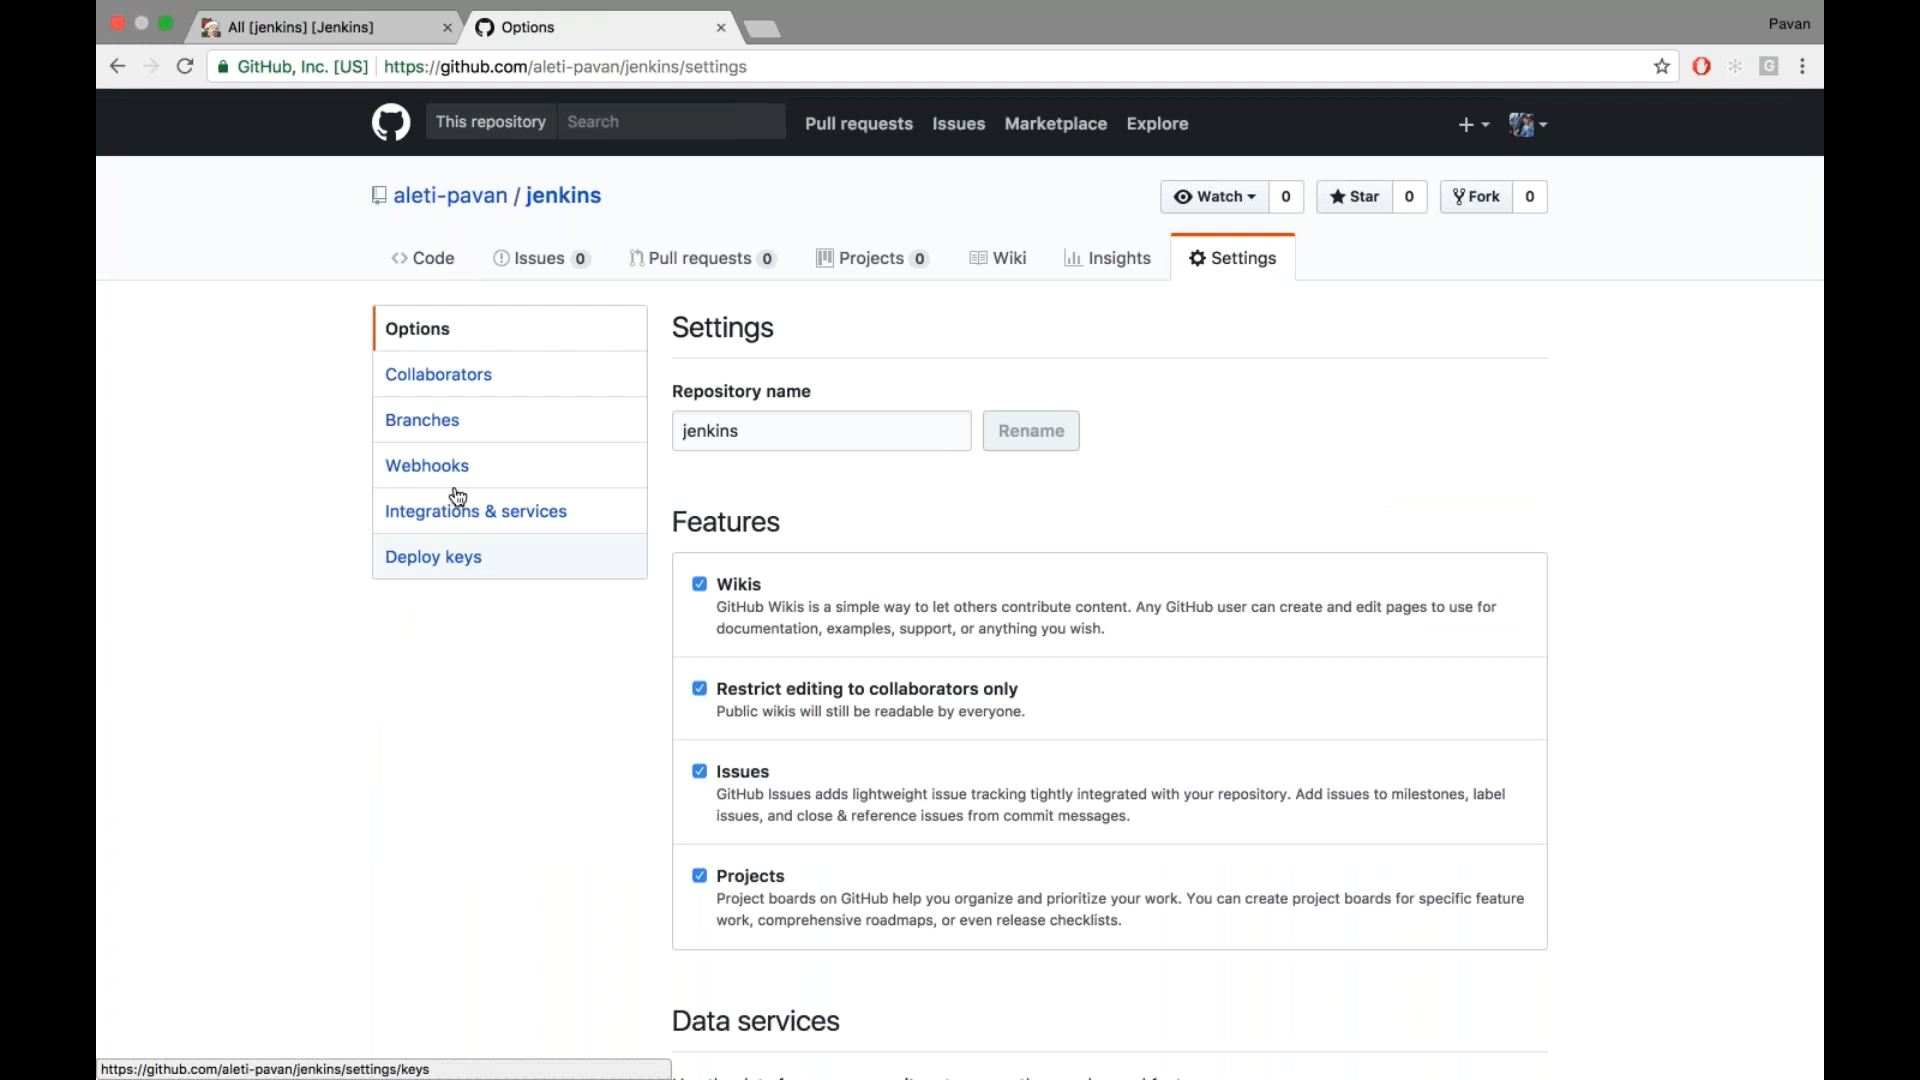 All [jenkins] [Jenkins]
Options
Pavan
GitHub, Inc. [US]
https://github.com/aleti-pavan/jenkins/settings
G
This repository
Search
Pull requests
Issues
Marketplace
Explore
aleti-pavan / jenkins
Watch
0
Star
0
Fork
0
Code
Issues 0
Pull requests 0
Projects 0
Wiki
Insights
Settings
Options
Collaborators
Branches
Webhooks
Integrations & services
Deploy keys
Settings
Repository name
jenkins
Rename
Features
Wikis
GitHub Wikis is a simple way to let others contribute content. Any GitHub user can create and edit pages to use for
documentation, examples, support, or anything you wish.
Restrict editing to collaborators only
Public wikis will still be readable by everyone.
Issues
GitHub Issues adds lightweight issue tracking tightly integrated with your repository. Add issues to milestones, label
issues, and close & reference issues from commit messages.
Projects
Project boards on GitHub help you organize and prioritize your work. You can create project boards for specific feature
work, comprehensive roadmaps, or even release checklists.
Data services
https://github.com/aleti-pavan/jenkins/settings/keys